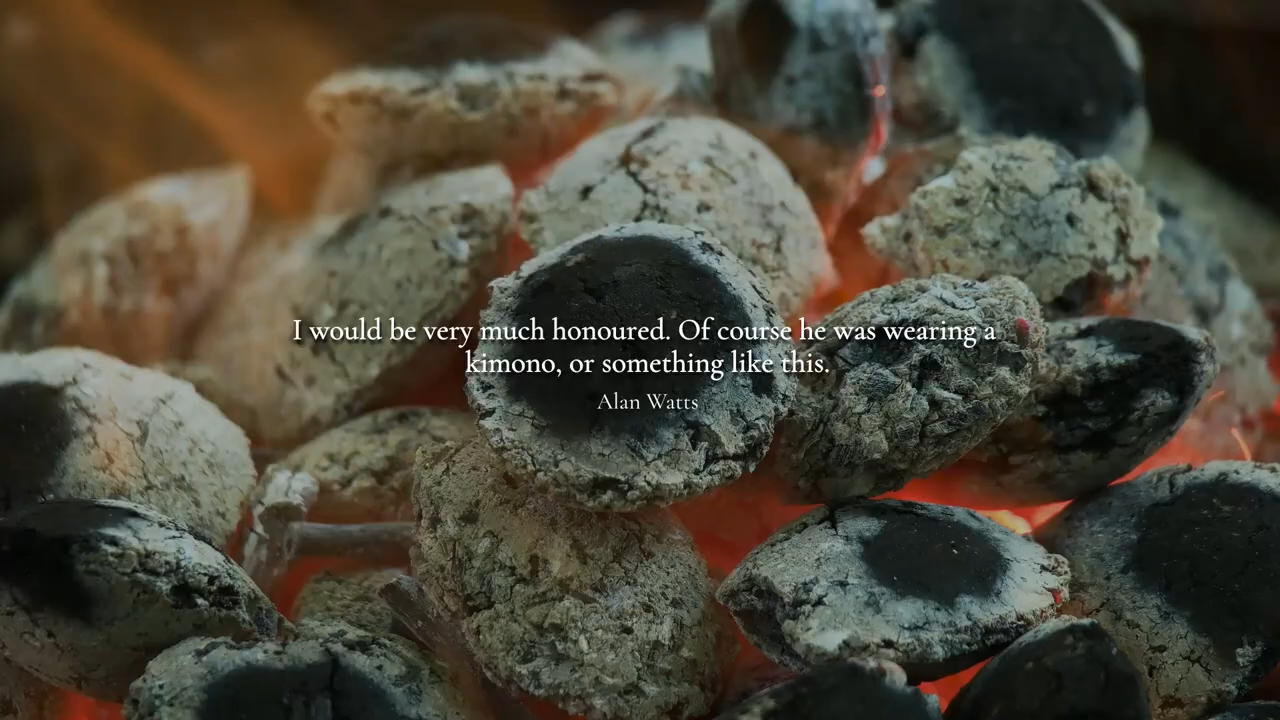 I would be very much honoured. Of course he was wearing a
kimono, or something like this.
Alan Watts